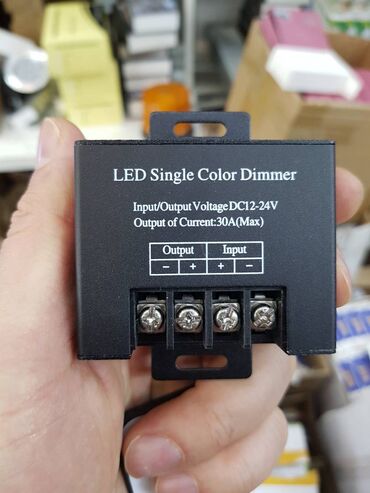 LED Single Color Dimmer
Input/Output Voltage DC12-24V
Output of Current:30A(Max)
Output Input
− + + −